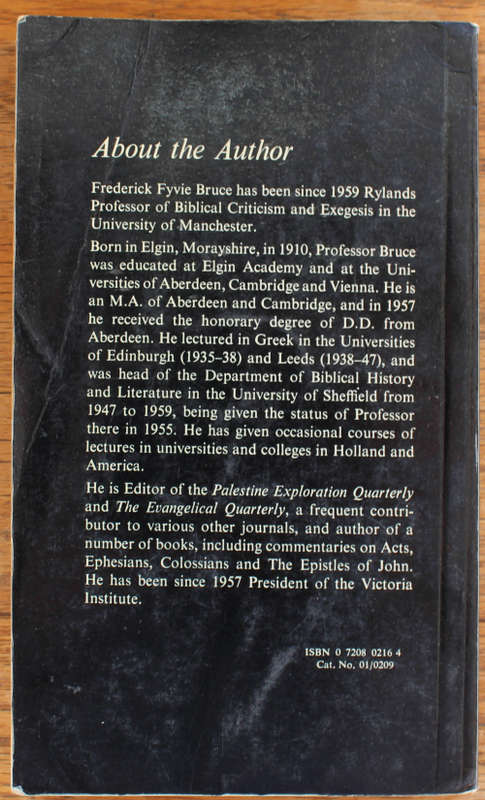 About the Author
Frederick Fyvie Bruce has been since 1959 Rylands
Professor of Biblical Criticism and Exegesis in the
University of Manchester.
Born in Elgin, Morayshire, in 1910, Professor Bruce
was educated at Elgin Academy and at the Uni-
versities of Aberdeen, Cambridge and Vienna. He is
an M.A. of Aberdeen and Cambridge, and in 1957
he received the honorary degree of D.D. from
Aberdeen. He lectured in Greek in the Universities
of Edinburgh (1935–38) and Leeds (1938–47), and
was head of the Department of Biblical History
and Literature in the University of Sheffield from
1947 to 1959, being given the status of Professor
there in 1955. He has given occasional courses of
lectures in universities and colleges in Holland and
America.
He is Editor of the Palestine Exploration Quarterly
and The Evangelical Quarterly, a frequent contri-
butor to various other journals, and author of a
number of books, including commentaries on Acts,
Ephesians, Colossians and The Epistles of John.
He has been since 1957 President of the Victoria
Institute.
ISBN 0 7208 0216 4
Cat. No. 01/0209